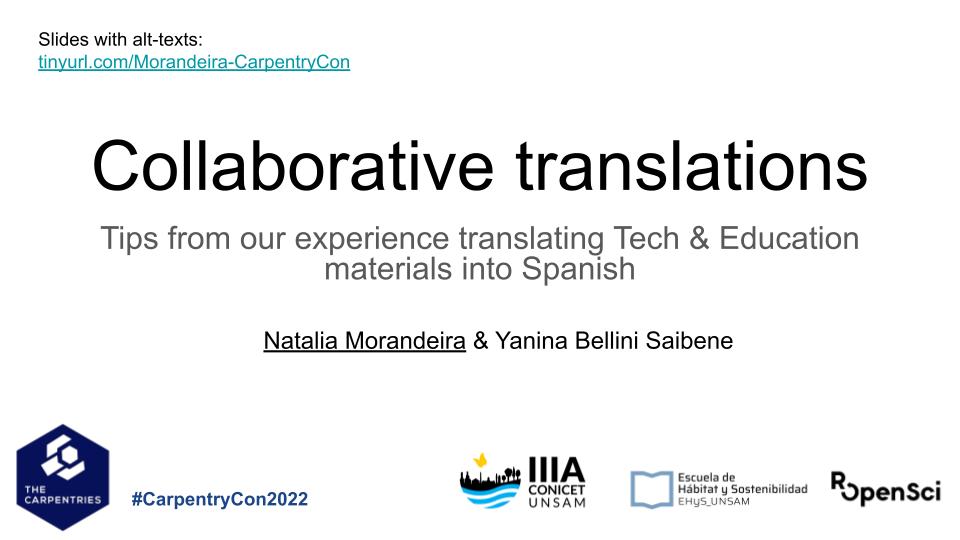 Slides with alt-texts:
tinyurl.com/Morandeira-CarpentryCon
Collaborative translations
Tips from our experience translating Tech & Education
materials into Spanish
Natalia Morandeira & Yanina Bellini Saibene
THE
CARPENTRIES
#CarpentryCon2022
IIIA
CONICET
UNSAM
Escuela de
Hábitat y Sostenibilidad
EHyS_UNSAM
ROpenSci